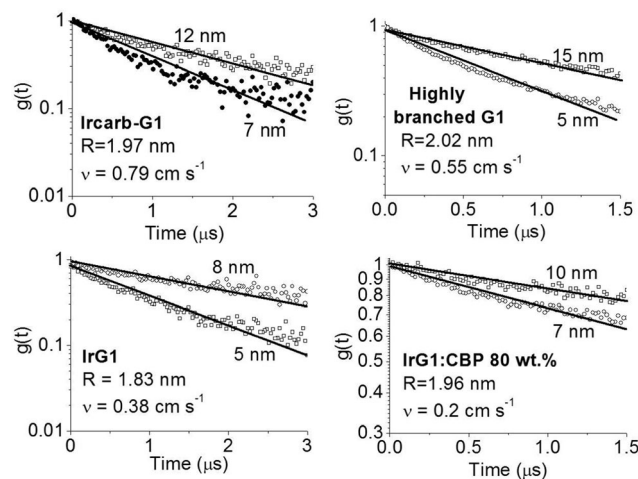 1
12 nm
g(t)
0.1
7 nm
Ircarb-G1
R=1.97 nm
ν = 0.79 cm s⁻¹
0.01
0 1 2 3
Time (μs)
1
15 nm
g(t)
Highly
branched G1
5 nm
R=2.02 nm
ν = 0.55 cm s⁻¹
0.1
0.0 0.5 1.0 1.5
Time (μs)
1
8 nm
g(t)
0.1
5 nm
IrG1
R = 1.83 nm
ν = 0.38 cm s⁻¹
0.01
0 1 2 3
Time (μs)
1
0.9
10 nm
0.8
0.7
7 nm
g(t)
0.6
0.5
IrG1:CBP 80 wt.%
R=1.96 nm
0.4
ν = 0.2 cm s⁻¹
0.3
0.0 0.5 1.0 1.5
Time (μs)